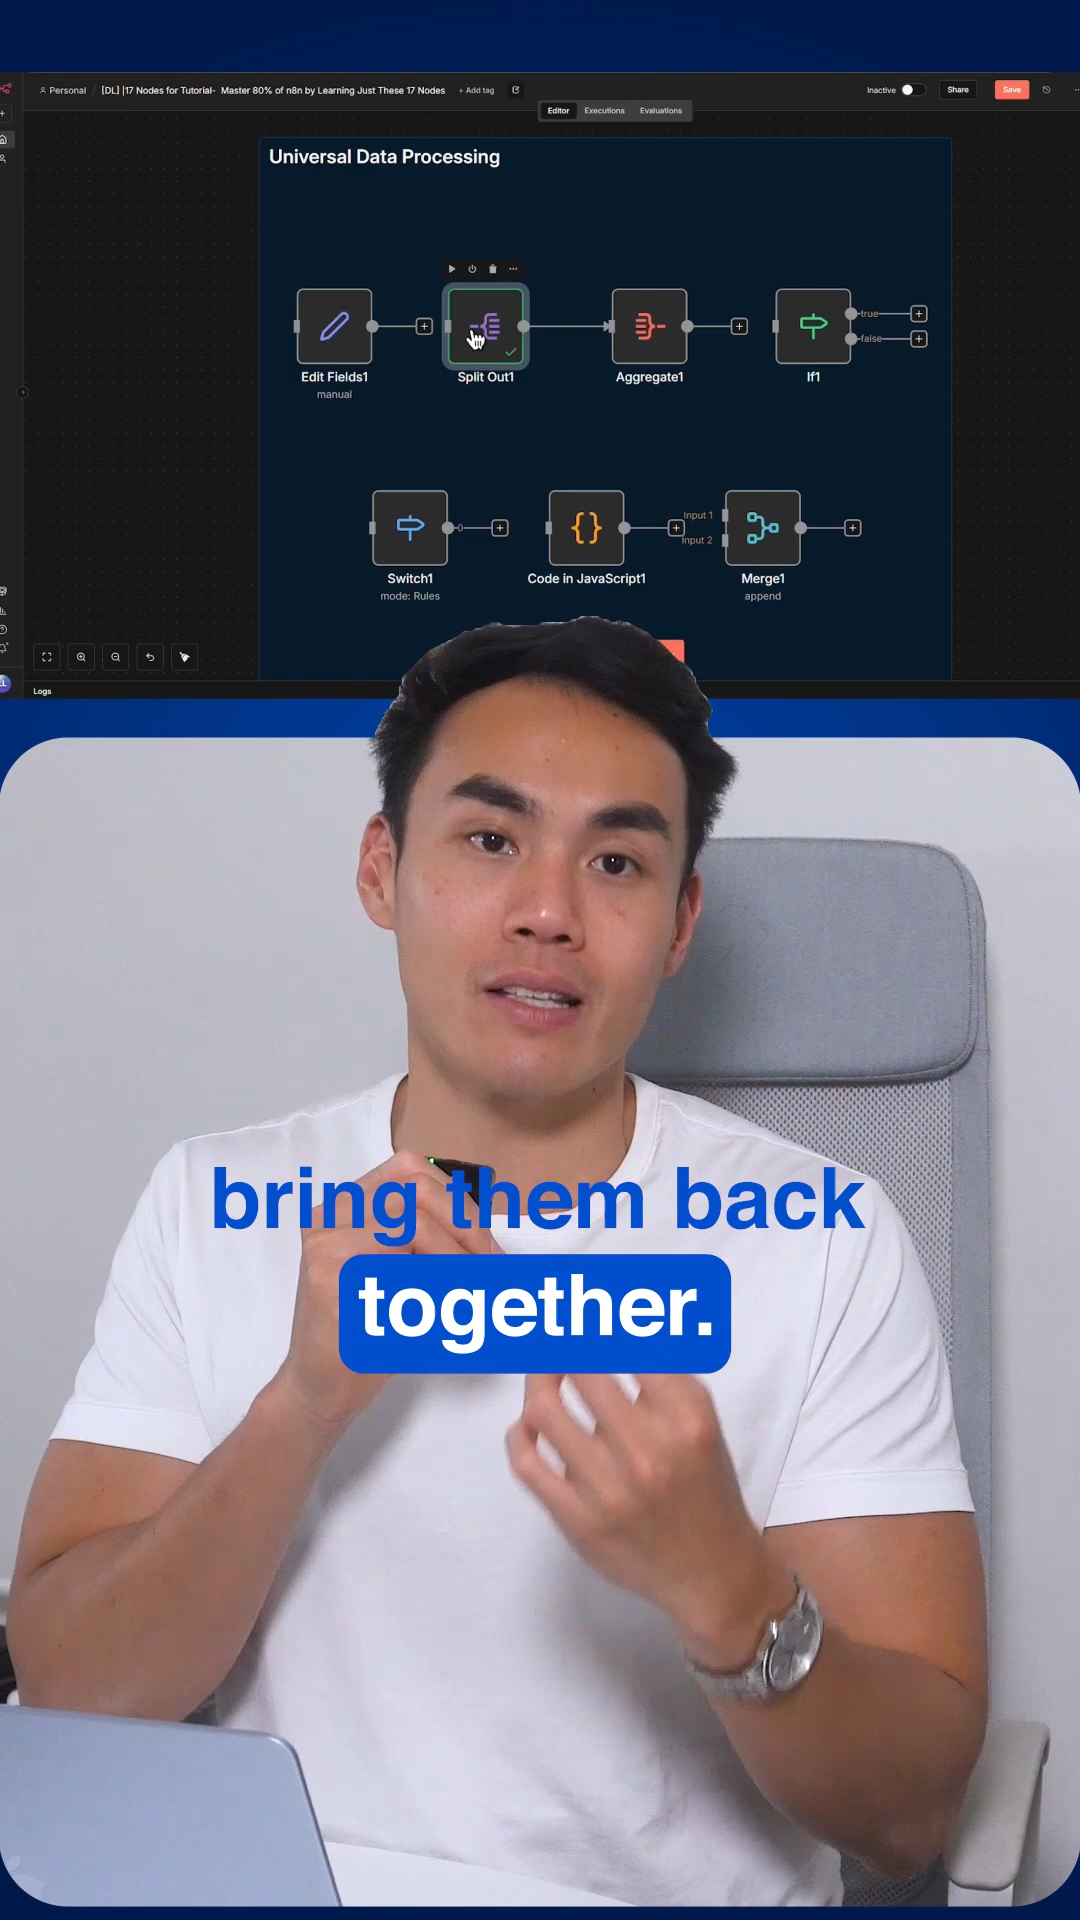 Personal / [DL] |17 Nodes for Tutorial- Master 80% of n8n by Learning Just These 17 Nodes + Add tag
Inactive Share Save
Editor Executions Evaluations
Universal Data Processing
true
false
Edit Fields1
manual
Split Out1
Aggregate1
If1
0
Input 1
Input 2
Switch1
mode: Rules
Code in JavaScript1
Merge1
append
Logs
bring them back
together.